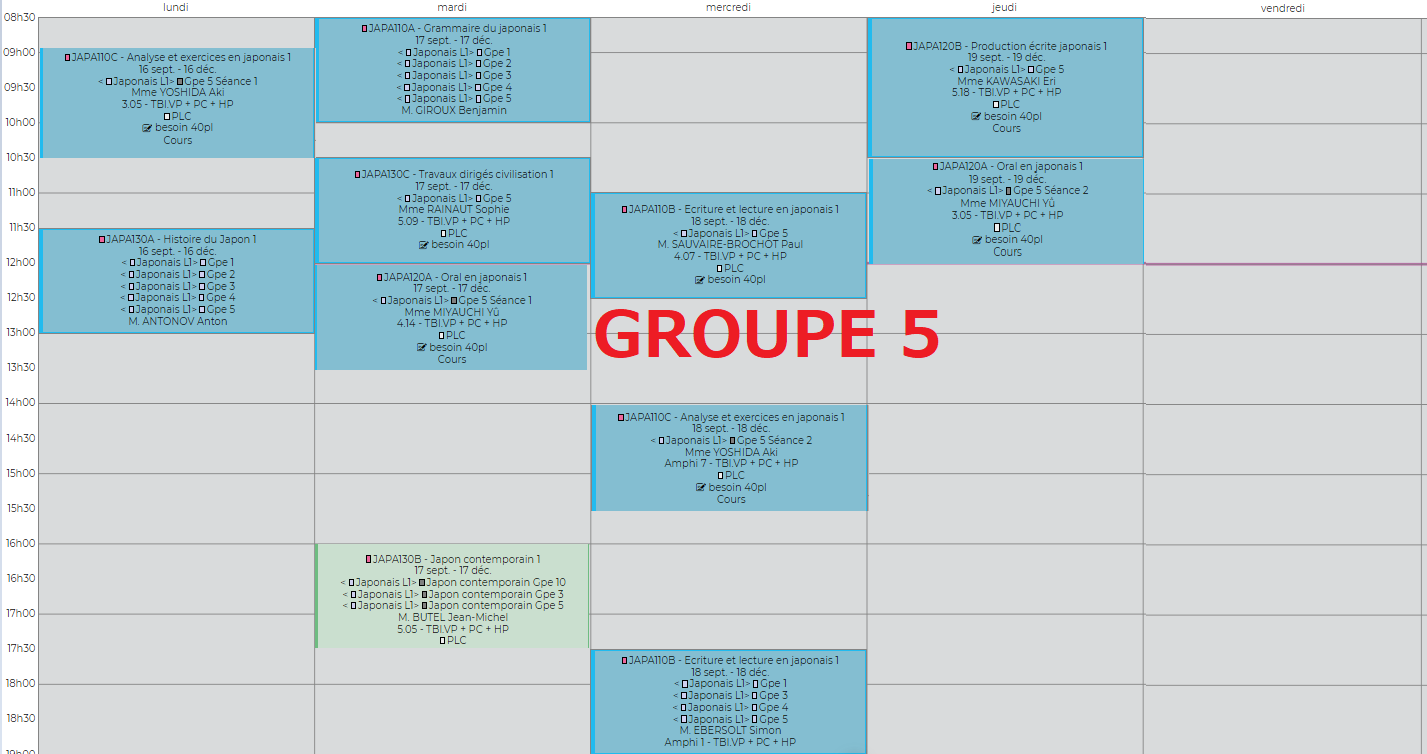 lundi
mardi
mercredi
jeudi
vendredi
08h30
09h00
09h30
10h00
10h30
11h00
11h30
12h00
12h30
13h00
13h30
14h00
14h30
15h00
15h30
16h00
16h30
17h00
17h30
18h00
18h30
19h00
JAPA110C - Analyse et exercices en japonais 1
16 sept. - 16 déc.
< Japonais L1> Gpe 5 Séance 1
Mme YOSHIDA Aki
3.05 - TBI.VP + PC + HP
PLC
besoin 40pl
Cours
JAPA130A - Histoire du Japon 1
16 sept. - 16 déc.
< Japonais L1> Gpe 1
< Japonais L1> Gpe 2
< Japonais L1> Gpe 3
< Japonais L1> Gpe 4
< Japonais L1> Gpe 5
M. ANTONOV Anton
JAPA110A - Grammaire du japonais 1
17 sept. - 17 déc.
< Japonais L1> Gpe 1
< Japonais L1> Gpe 2
< Japonais L1> Gpe 3
< Japonais L1> Gpe 4
< Japonais L1> Gpe 5
M. GIROUX Benjamin
JAPA130C - Travaux dirigés civilisation 1
17 sept. - 17 déc.
< Japonais L1> Gpe 5
Mme RAINAUT Sophie
5.09 - TBI.VP + PC + HP
PLC
besoin 40pl
JAPA120A - Oral en japonais 1
17 sept. - 17 déc.
< Japonais L1> Gpe 5 Séance 1
Mme MIYAUCHI Yû
4.14 - TBI.VP + PC + HP
PLC
besoin 40pl
Cours
JAPA130B - Japon contemporain 1
17 sept. - 17 déc.
< Japonais L1> Japon contemporain Gpe 10
< Japonais L1> Japon contemporain Gpe 3
< Japonais L1> Japon contemporain Gpe 5
M. BUTEL Jean-Michel
5.05 - TBI.VP + PC + HP
PLC
JAPA110B - Ecriture et lecture en japonais 1
18 sept. - 18 déc.
< Japonais L1> Gpe 5
M. SAUVAIRE-BROCHOT Paul
4.07 - TBI.VP + PC + HP
PLC
besoin 40pl
GROUPE 5
JAPA110C - Analyse et exercices en japonais 1
18 sept. - 18 déc.
< Japonais L1> Gpe 5 Séance 2
Mme YOSHIDA Aki
Amphi 7 - TBI.VP + PC + HP
PLC
besoin 40pl
Cours
JAPA110B - Ecriture et lecture en japonais 1
18 sept. - 18 déc.
< Japonais L1> Gpe 1
< Japonais L1> Gpe 3
< Japonais L1> Gpe 4
< Japonais L1> Gpe 5
M. EBERSOLT Simon
Amphi 1 - TBI.VP + PC + HP
JAPA120B - Production écrite japonais 1
19 sept. - 19 déc.
< Japonais L1> Gpe 5
Mme KAWASAKI Eri
5.18 - TBI.VP + PC + HP
PLC
besoin 40pl
Cours
JAPA120A - Oral en japonais 1
19 sept. - 19 déc.
< Japonais L1> Gpe 5 Séance 2
Mme MIYAUCHI Yû
3.05 - TBI.VP + PC + HP
PLC
besoin 40pl
Cours